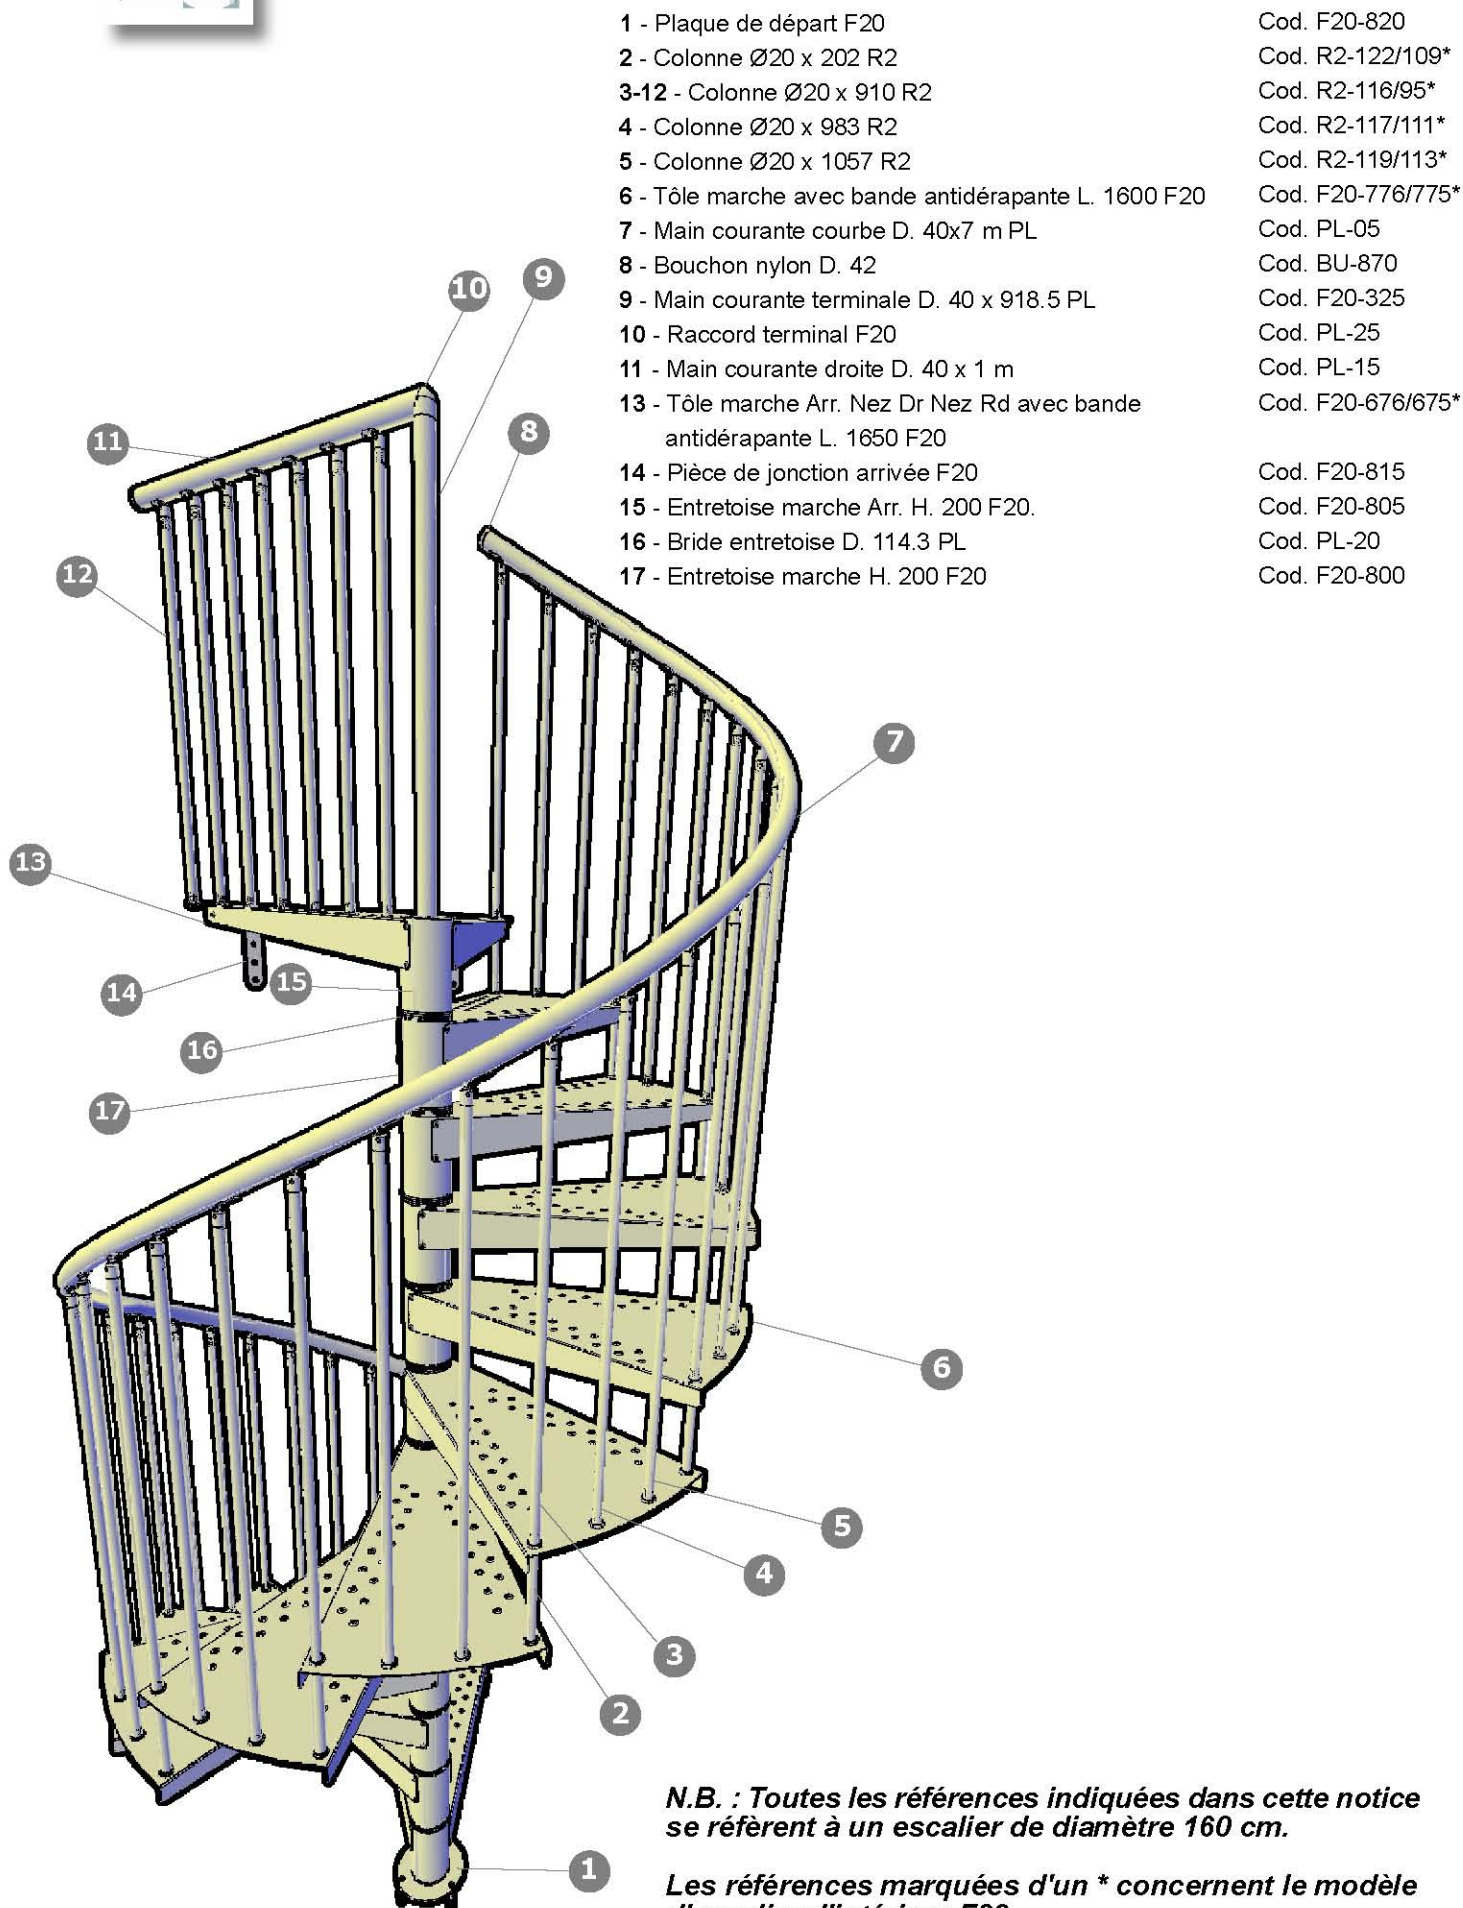 1 - Plaque de départ F20 Cod. F20-820
2 - Colonne Ø20 x 202 R2 Cod. R2-122/109*
3-12 - Colonne Ø20 x 910 R2 Cod. R2-116/95*
4 - Colonne Ø20 x 983 R2 Cod. R2-117/111*
5 - Colonne Ø20 x 1057 R2 Cod. R2-119/113*
6 - Tôle marche avec bande antidérapante L. 1600 F20 Cod. F20-776/775*
7 - Main courante courbe D. 40x7 m PL Cod. PL-05
8 - Bouchon nylon D. 42 Cod. BU-870
9 - Main courante terminale D. 40 x 918.5 PL Cod. F20-325
10 - Raccord terminal F20 Cod. PL-25
11 - Main courante droite D. 40 x 1 m Cod. PL-15
13 - Tôle marche Arr. Nez Dr Nez Rd avec bande Cod. F20-676/675*
antidérapante L. 1650 F20
14 - Pièce de jonction arrivée F20 Cod. F20-815
15 - Entretoise marche Arr. H. 200 F20. Cod. F20-805
16 - Bride entretoise D. 114.3 PL Cod. PL-20
17 - Entretoise marche H. 200 F20 Cod. F20-800
10
9
8
11
12
7
13
14
15
16
17
6
5
4
3
2
1
N.B. : Toutes les références indiquées dans cette notice
se réfèrent à un escalier de diamètre 160 cm.
Les références marquées d'un * concernent le modèle